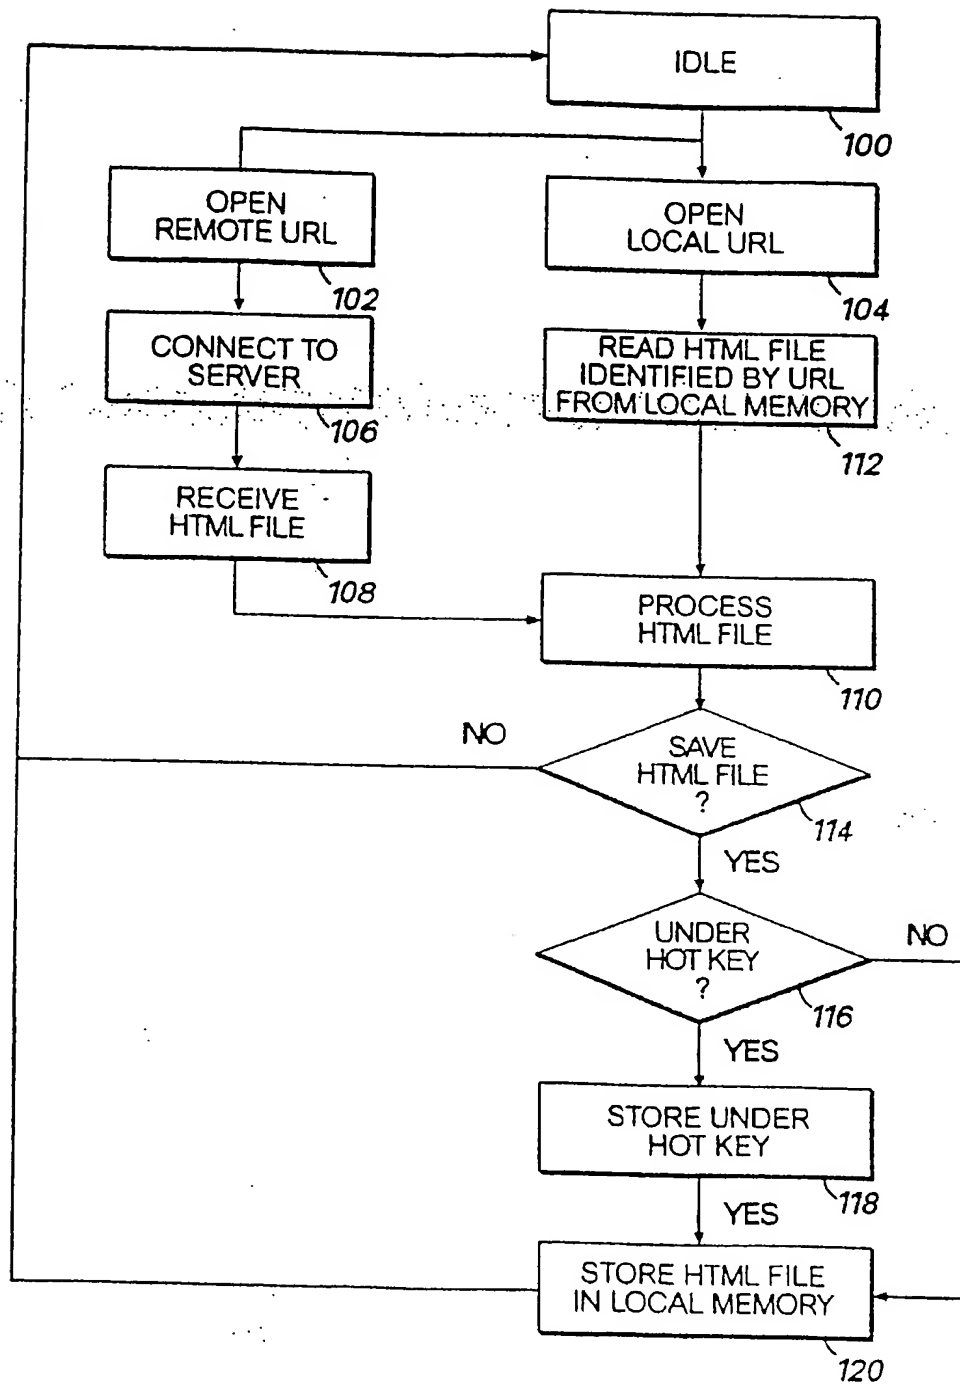 IDLE
100
OPEN
REMOTE URL
102
OPEN
LOCAL URL
104
CONNECT TO
SERVER
106
READ HTML FILE
IDENTIFIED BY URL
FROM LOCAL MEMORY
112
RECEIVE
HTML FILE
108
PROCESS
HTML FILE
110
NO
SAVE
HTML FILE
?
114
YES
UNDER
HOT KEY
?
116
NO
YES
STORE UNDER
HOT KEY
118
YES
STORE HTML FILE
IN LOCAL MEMORY
120